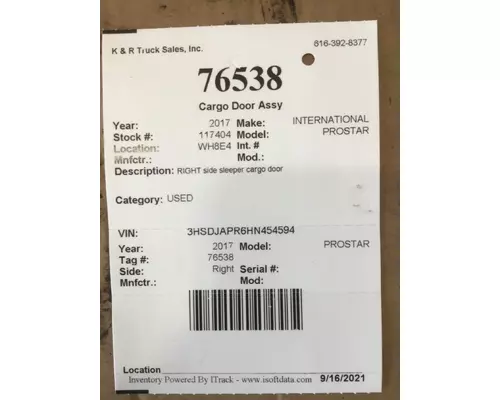 K & R Truck Sales, Inc. 616-392-8377
76538
Cargo Door Assy
Year: 2017 Make: INTERNATIONAL
Stock #: 117404 Model: PROSTAR
Location: WH8E4 Int. #
Mnfctr.: Mod.:
Description: RIGHT side sleeper cargo door
Category: USED
VIN: 3HSDJAPR6HN454594
Year: 2017 Model: PROSTAR
Tag #: 76538
Side: Right Serial #:
Mnfctr.: Mod:
Location
Inventory Powered By ITrack - www.isoftdata.com 9/16/2021